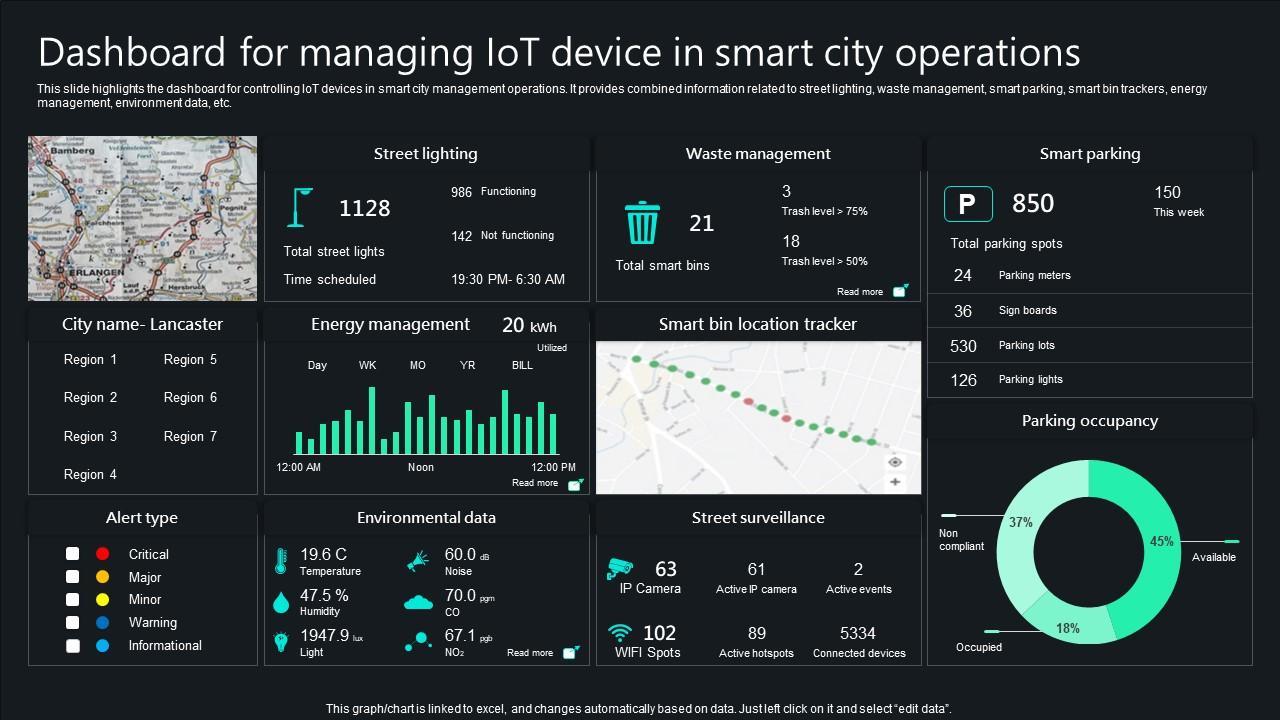 Dashboard for managing IoT device in smart city operations
This slide highlights the dashboard for controlling IoT devices in smart city management operations. It provides combined information related to street lighting, waste management, smart parking, smart bin trackers, energy
management, environment data, etc.
Bamberg
Forchheim
Pegnitz
ERLANGEN
Lauf
Hersbruck
City name- Lancaster
Region 1
Region 5
Region 2
Region 6
Region 3
Region 7
Region 4
Alert type
Critical
Major
Minor
Warning
Informational
Street lighting
1128
Total street lights
986 Functioning
142 Not functioning
Time scheduled
19:30 PM- 6:30 AM
Energy management 20 kWh
Utilized
Day WK MO YR BILL
12:00 AM Noon 12:00 PM
Read more
Environmental data
19.6 C
Temperature
60.0 dB
Noise
47.5 %
Humidity
70.0 pgm
CO
1947.9 lux
Light
67.1 pgb
NO₂
Read more
Waste management
21
Total smart bins
3
Trash level > 75%
18
Trash level > 50%
Read more
Smart bin location tracker
Street surveillance
63
IP Camera
61
Active IP camera
2
Active events
102
WIFI Spots
89
Active hotspots
5334
Connected devices
Smart parking
P
850
Total parking spots
150
This week
24 Parking meters
36 Sign boards
530 Parking lots
126 Parking lights
Parking occupancy
37%
Non
compliant
45%
Available
18%
Occupied
This graph/chart is linked to excel, and changes automatically based on data. Just left click on it and select “edit data”.